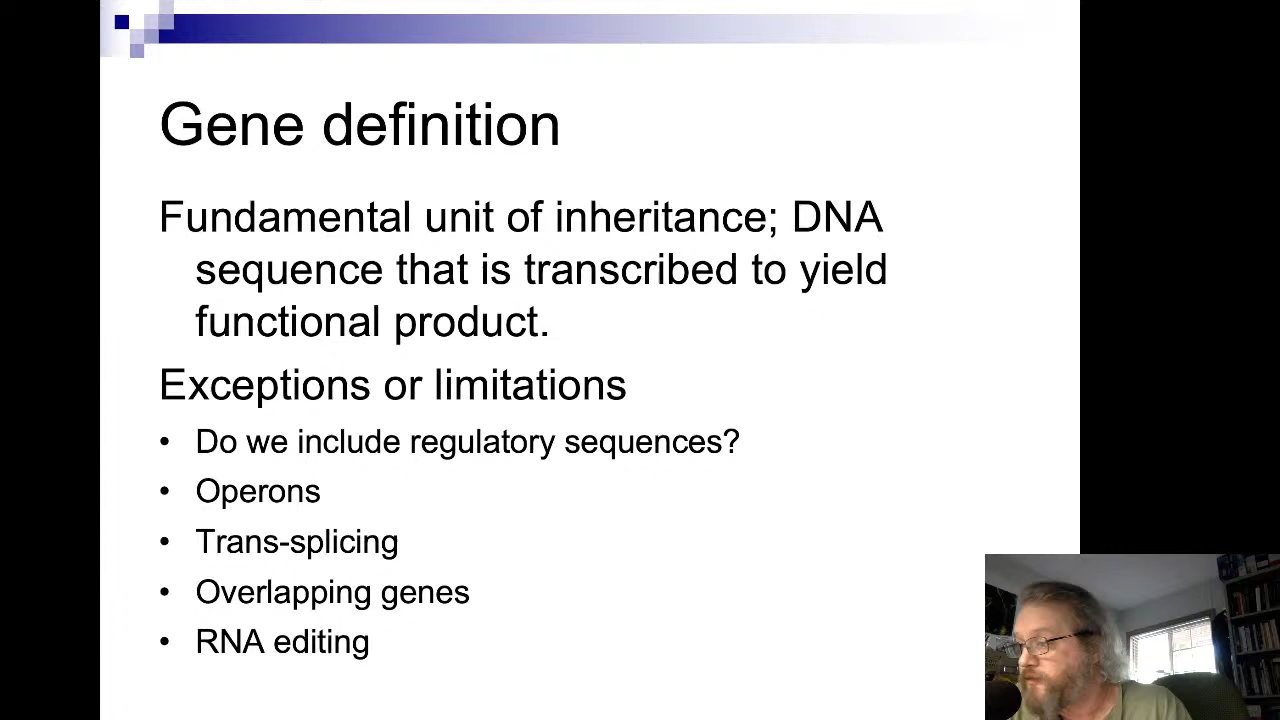 Gene definition
Fundamental unit of inheritance; DNA
sequence that is transcribed to yield
functional product.
Exceptions or limitations
• Do we include regulatory sequences?
• Operons
• Trans-splicing
• Overlapping genes
• RNA editing